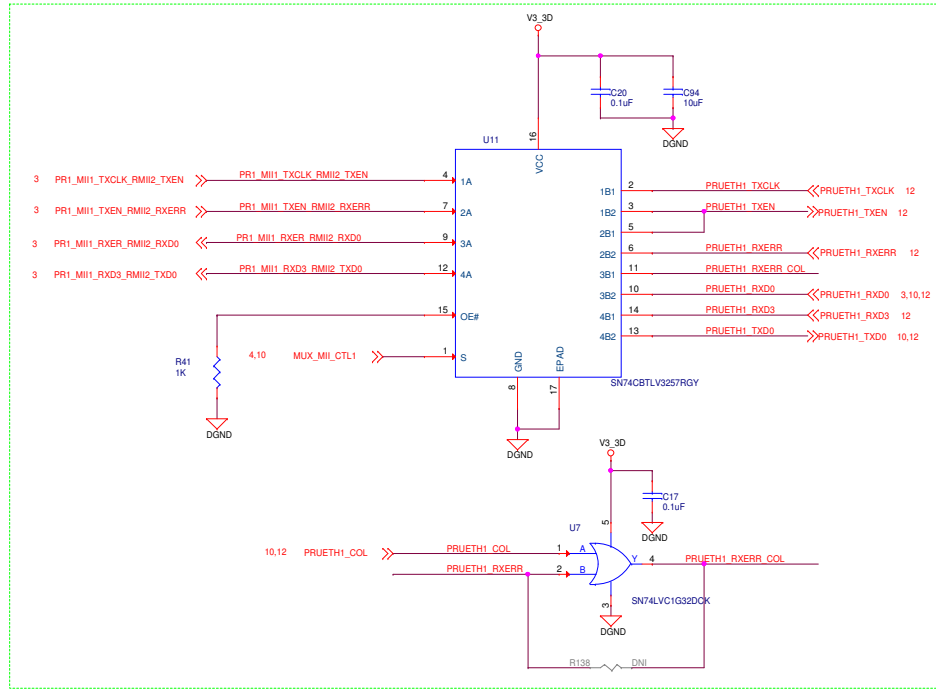 V3_3D
C20
0.1uF
C94
10uF
DGND
U11
16
VCC
3 PR1_MII1_TXCLK_RMII2_TXEN PR1_MII1_TXCLK_RMII2_TXEN 4 1A
1B1 2 PRUETH1_TXCLK PRUETH1_TXCLK 12
3 PR1_MII1_TXEN_RMII2_RXERR PR1_MII1_TXEN_RMII2_RXERR 7 2A
1B2 3 PRUETH1_TXEN PRUETH1_TXEN 12
2B1 5
3 PR1_MII1_RXER_RMII2_RXD0 PR1_MII1_RXER_RMII2_RXD0 9 3A
2B2 6 PRUETH1_RXERR PRUETH1_RXERR 12
3 PR1_MII1_RXD3_RMII2_TXD0 PR1_MII1_RXD3_RMII2_TXD0 12 4A
3B1 11 PRUETH1_RXERR_COL
3B2 10 PRUETH1_RXD0 PRUETH1_RXD0 3,10,12
15 OE#
4B1 14 PRUETH1_RXD3 PRUETH1_RXD3 12
4B2 13 PRUETH1_TXD0 PRUETH1_TXD0 10,12
4,10 MUX_MII_CTL1 1 S
R41
1K
DGND
GND
EPAD
8
17
SN74CBTLV3257RGY
DGND
V3_3D
C17
0.1uF
DGND
U7
5
10,12 PRUETH1_COL PRUETH1_COL 1 A
PRUETH1_RXERR 2 B
Y 4 PRUETH1_RXERR_COL
SN74LVC1G32DCK
3
DGND
R138 DNI